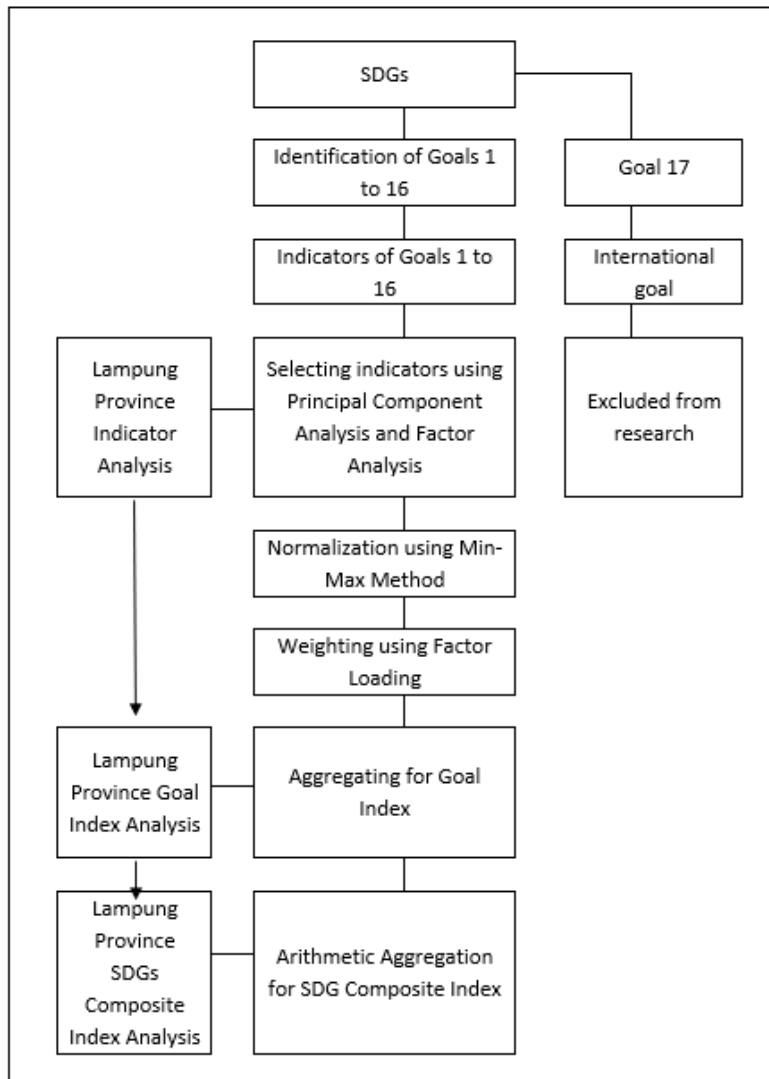 SDGs
Identification of Goals 1
to 16
Goal 17
Indicators of Goals 1 to
16
International
goal
Lampung
Province
Indicator
Analysis
Selecting indicators using
Principal Component
Analysis and Factor
Analysis
Excluded from
research
Normalization using Min-
Max Method
Weighting using Factor
Loading
Lampung
Province Goal
Index Analysis
Aggregating for Goal
Index
Lampung
Province
SDGs
Composite
Index Analysis
Arithmetic Aggregation
for SDG Composite Index